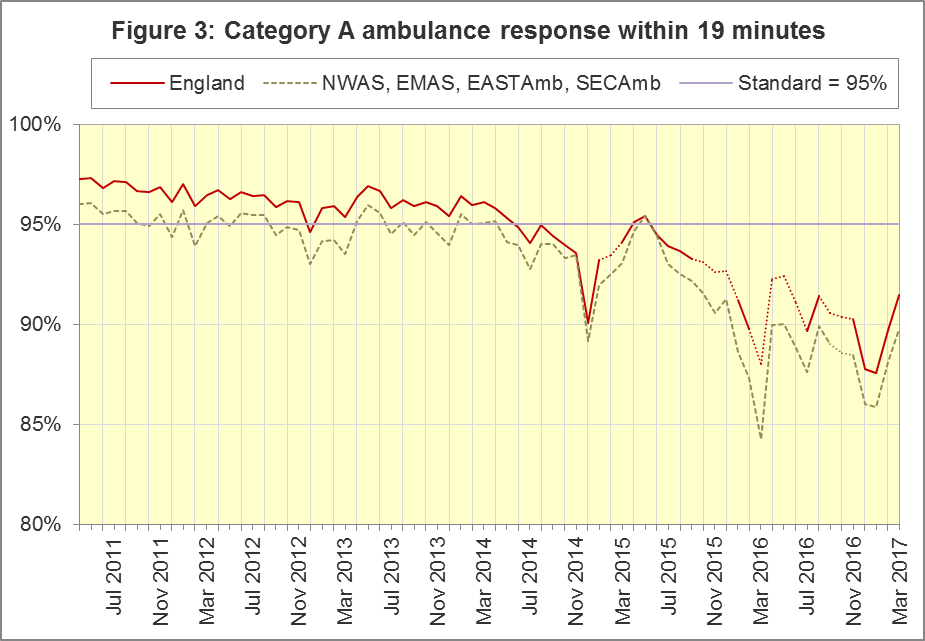 Figure 3: Category A ambulance response within 19 minutes
England NWAS, EMAS, EASTAmb, SECAmb Standard = 95%
100%
95%
90%
85%
80%
Jul 2011
Nov 2011
Mar 2012
Jul 2012
Nov 2012
Mar 2013
Jul 2013
Nov 2013
Mar 2014
Jul 2014
Nov 2014
Mar 2015
Jul 2015
Nov 2015
Mar 2016
Jul 2016
Nov 2016
Mar 2017